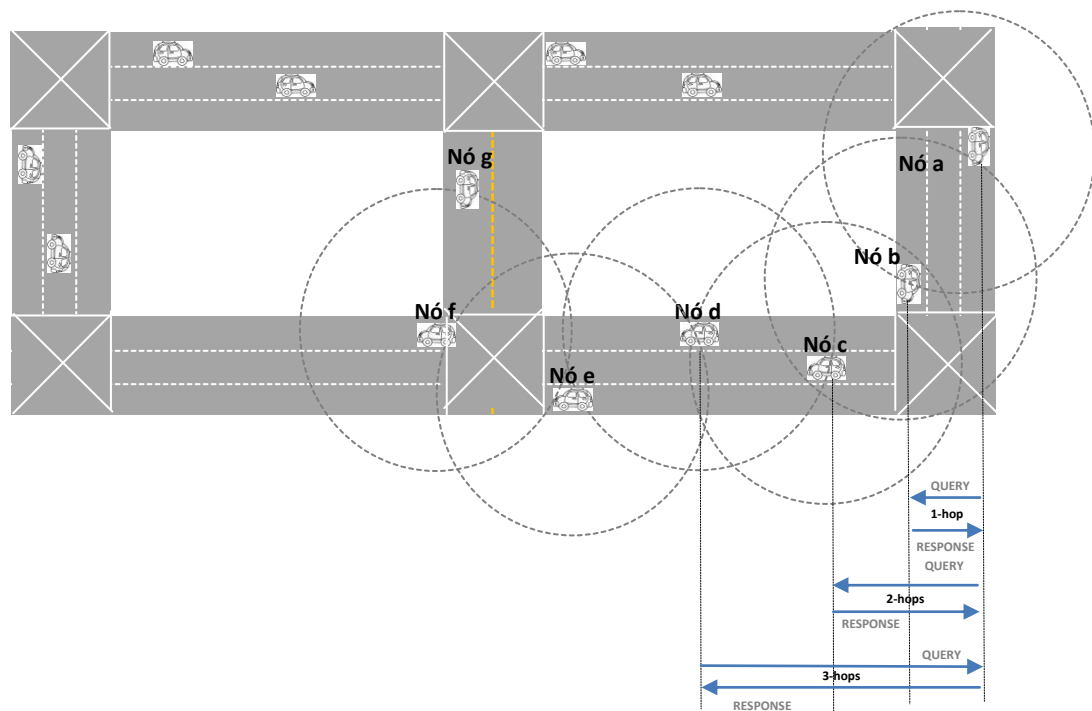 Nó g
Nó a
Nó b
Nó f
Nó d
Nó c
Nó e
QUERY
1-hop
RESPONSE
QUERY
2-hops
RESPONSE
QUERY
3-hops
RESPONSE